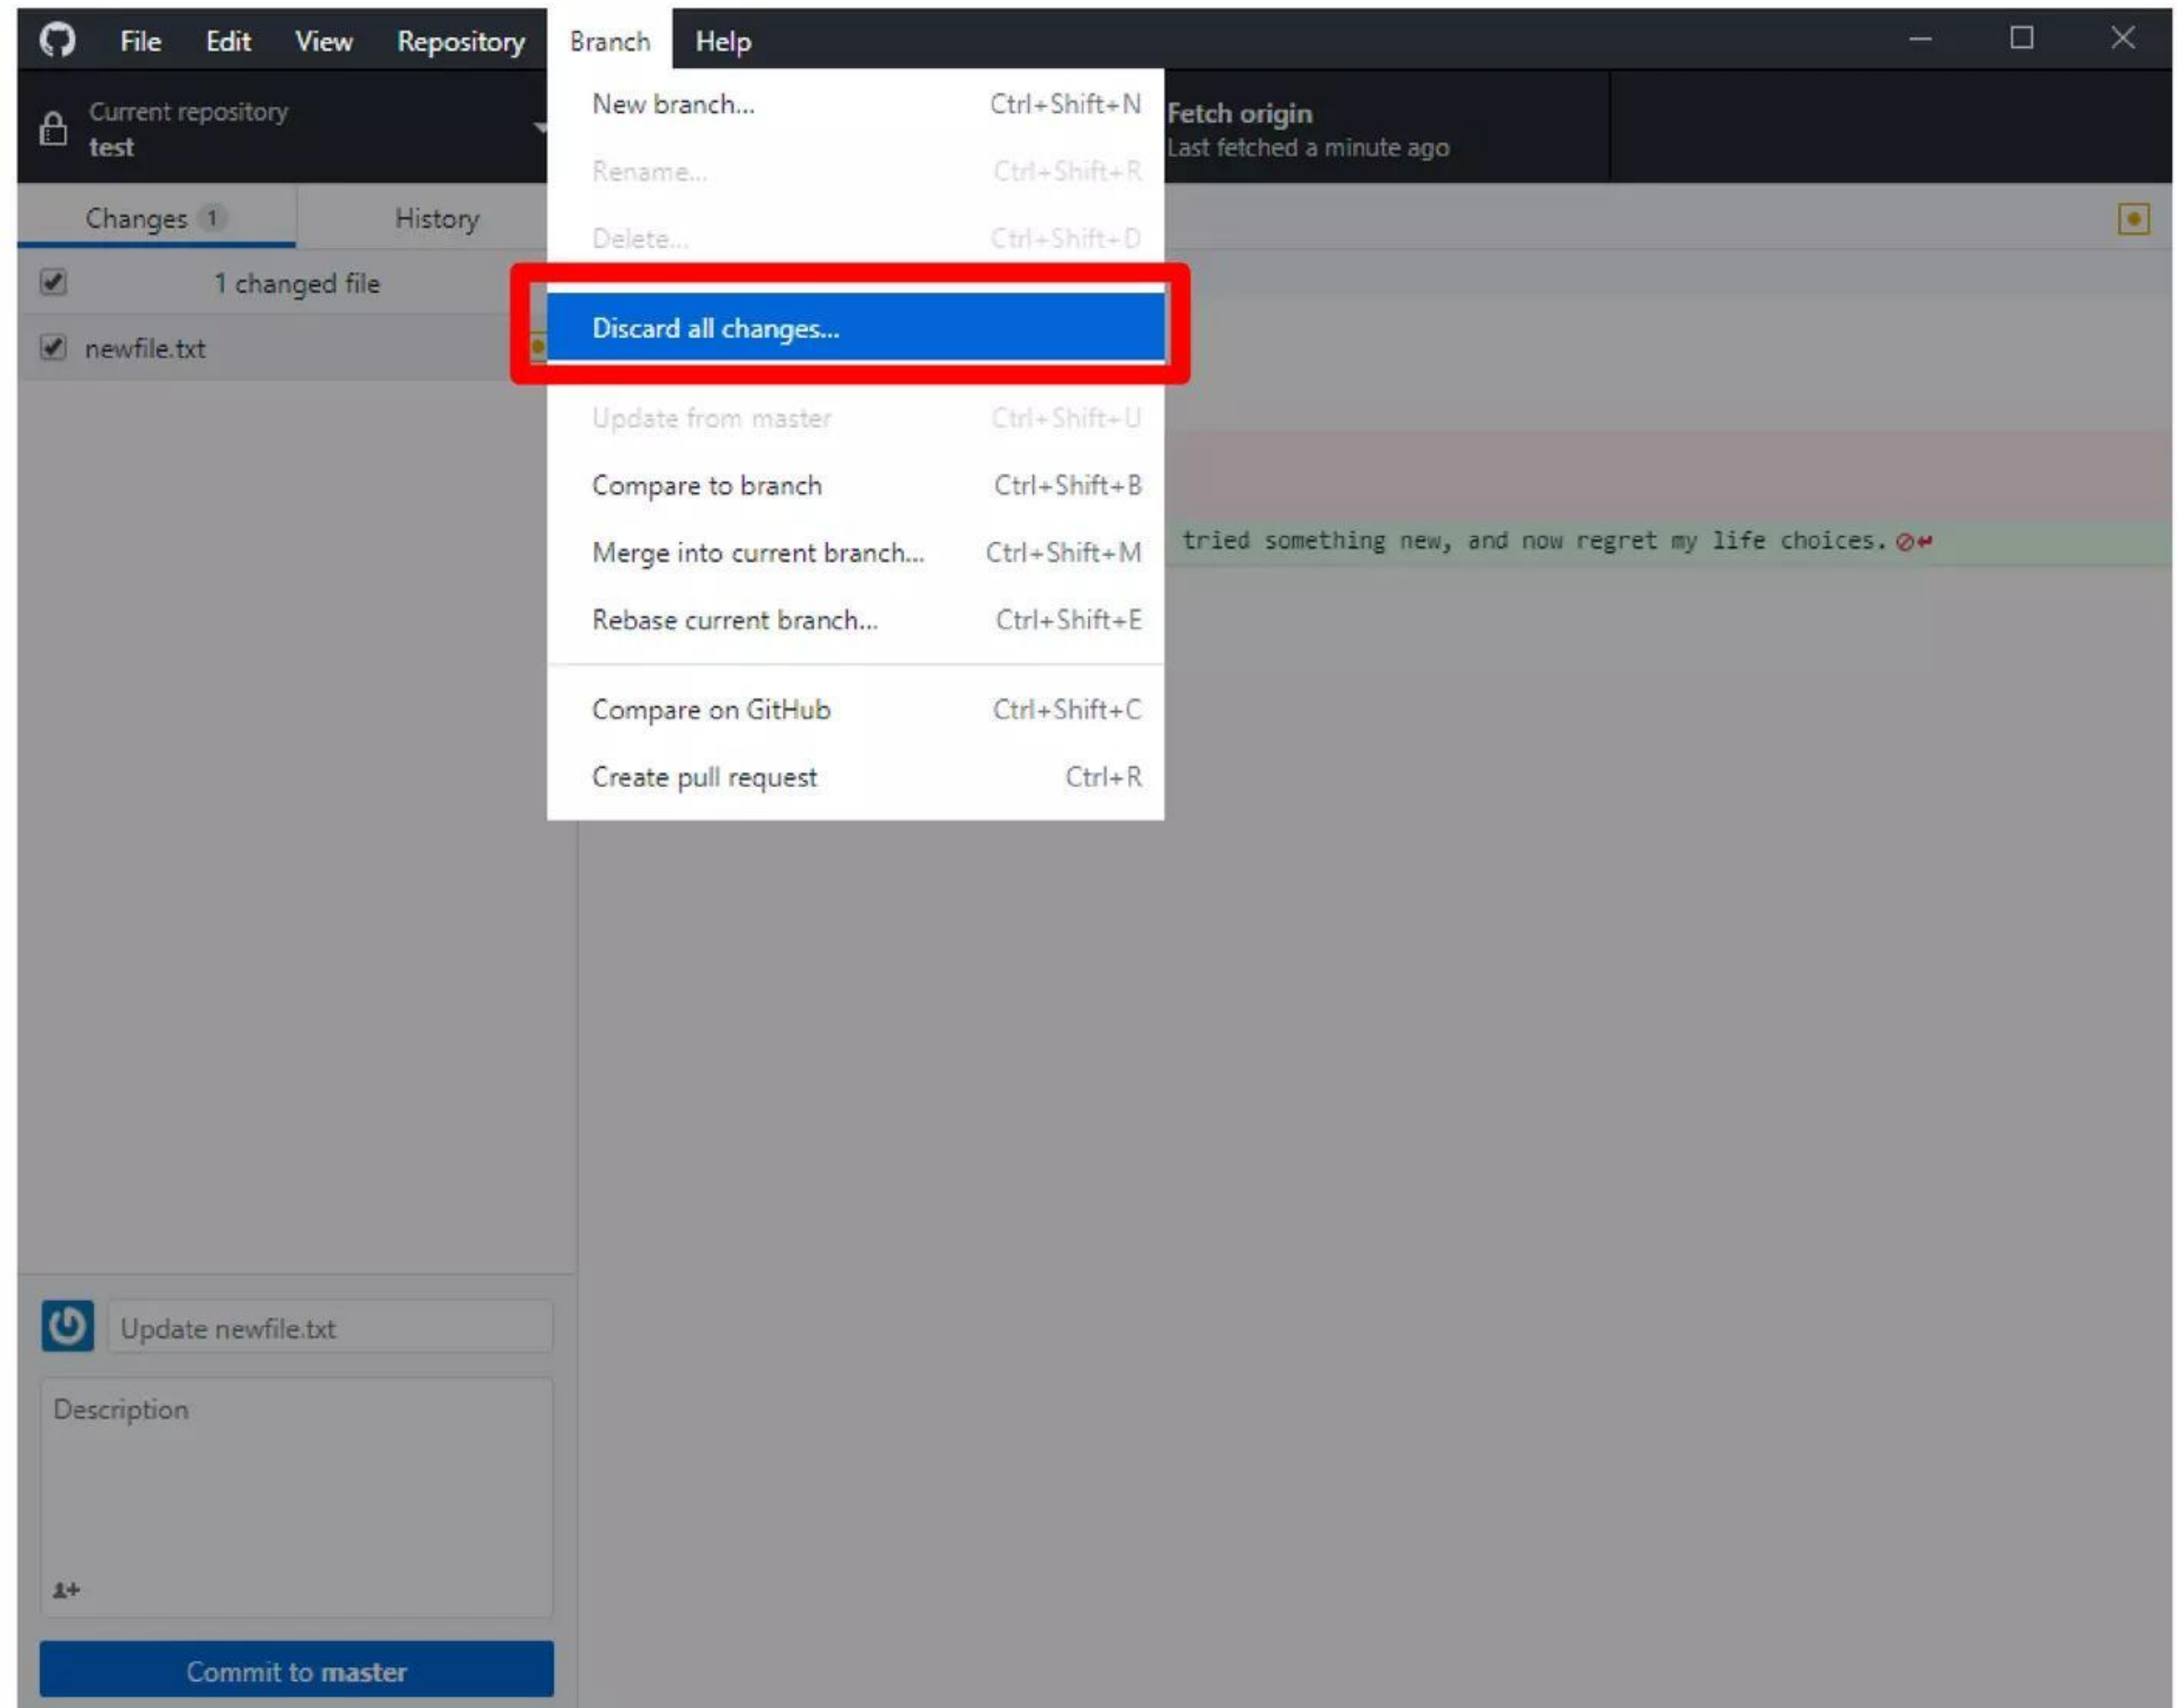 File Edit View Repository Branch Help
Current repository
test
Fetch origin
Last fetched a minute ago
Changes 1 History
1 changed file
newfile.txt
New branch... Ctrl+Shift+N
Rename... Ctrl+Shift+R
Delete... Ctrl+Shift+D
Discard all changes...
Update from master Ctrl+Shift+U
Compare to branch Ctrl+Shift+B
Merge into current branch... Ctrl+Shift+M
Rebase current branch... Ctrl+Shift+E
Compare on GitHub Ctrl+Shift+C
Create pull request Ctrl+R
tried something new, and now regret my life choices.
Update newfile.txt
Description
Commit to master